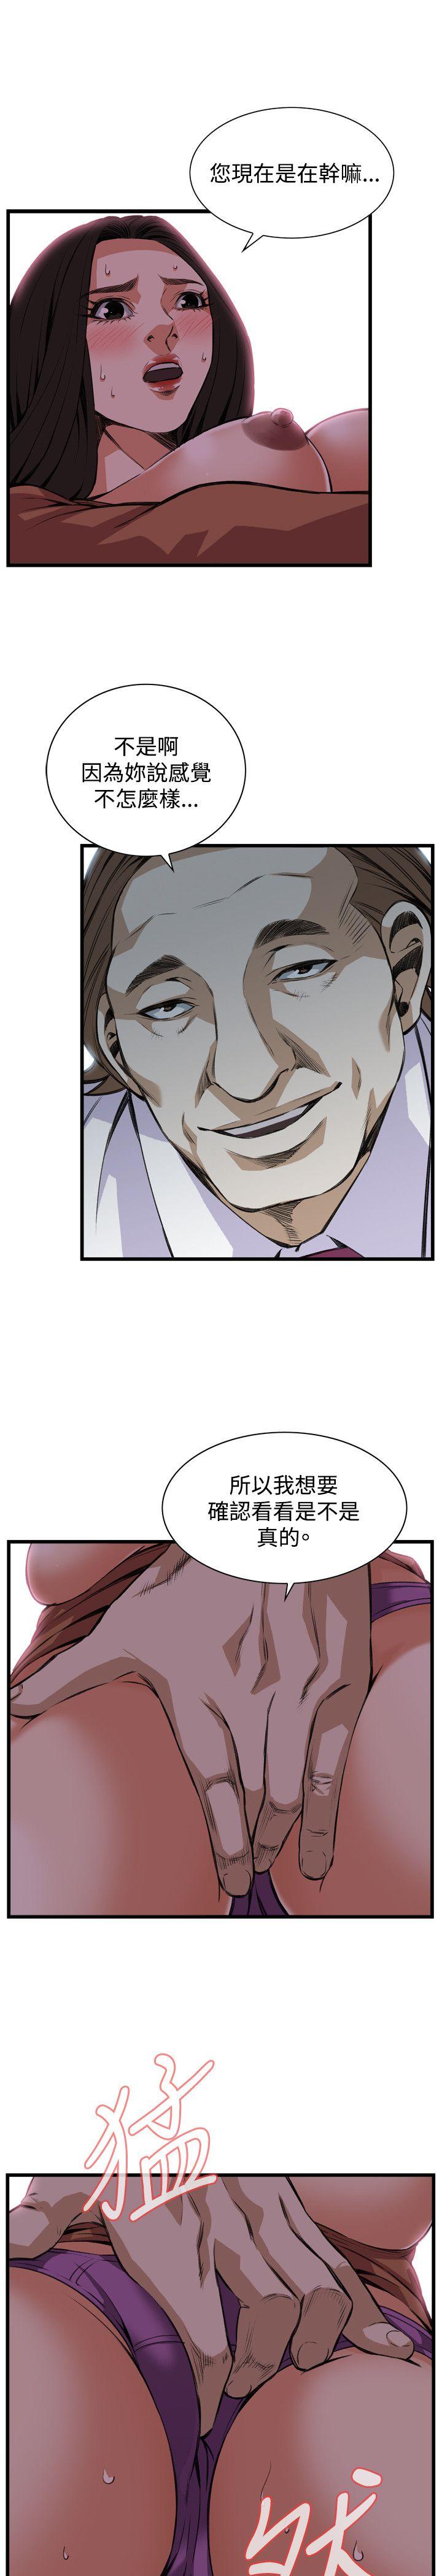 您現在是在幹嘛...
不是啊
因為妳說感覺
不怎麼樣...
所以我想要
確認看看是不是
真的。
猛
然